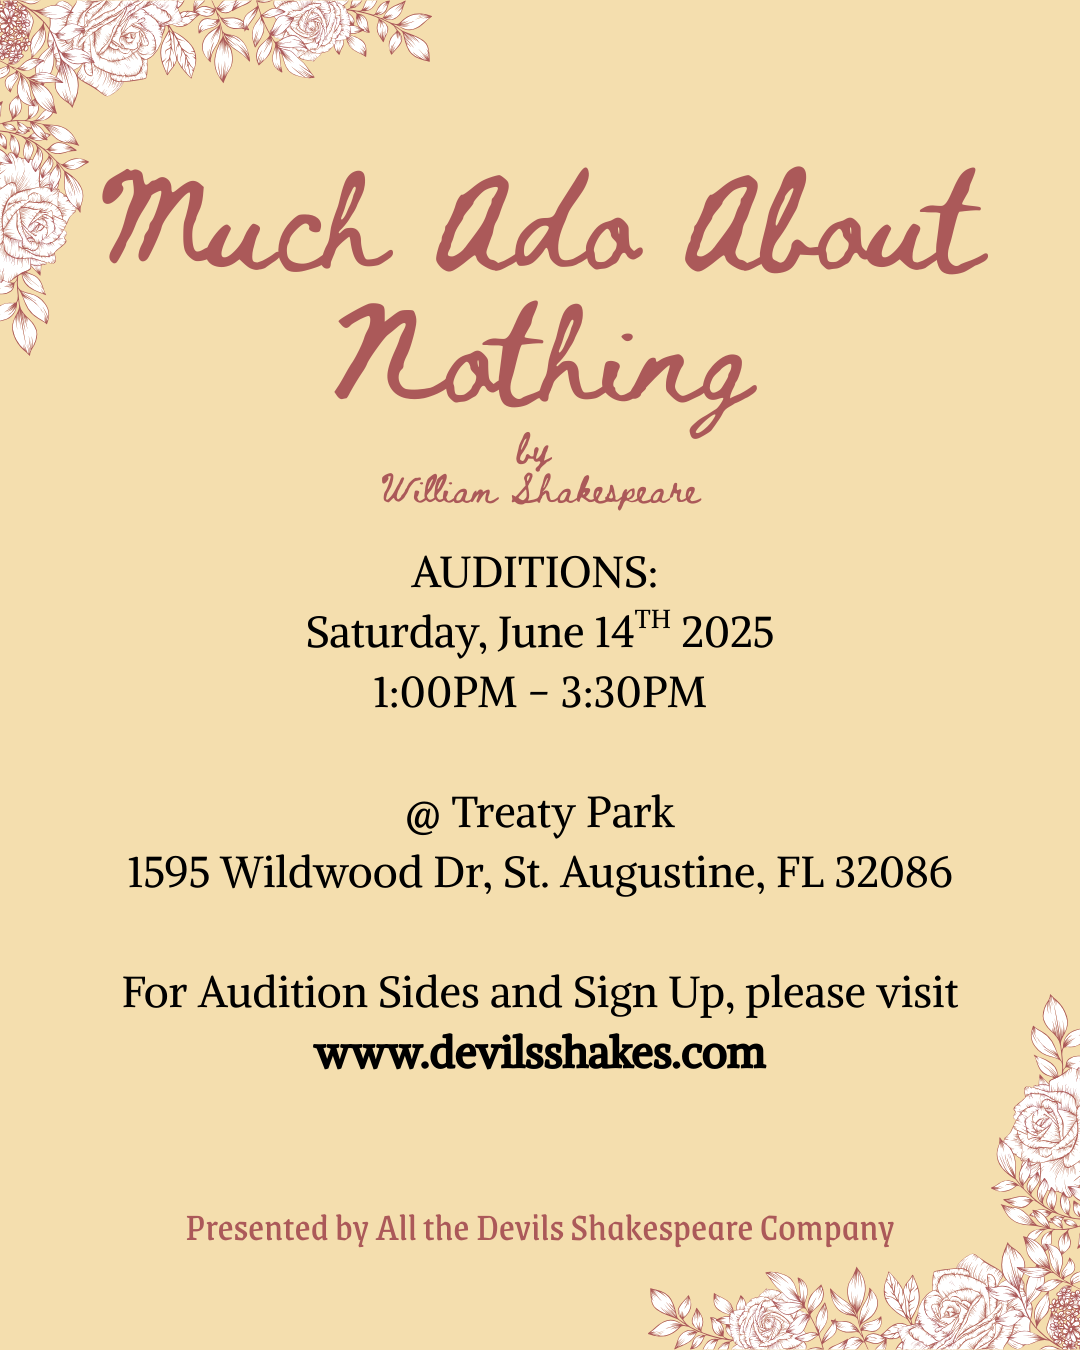 Much Ado About
Nothing
by
William Shakespeare
AUDITIONS:
Saturday, June 14TH 2025
1:00PM - 3:30PM
@ Treaty Park
1595 Wildwood Dr, St. Augustine, FL 32086
For Audition Sides and Sign Up, please visit
www.devilsshakes.com
Presented by All the Devils Shakespeare Company